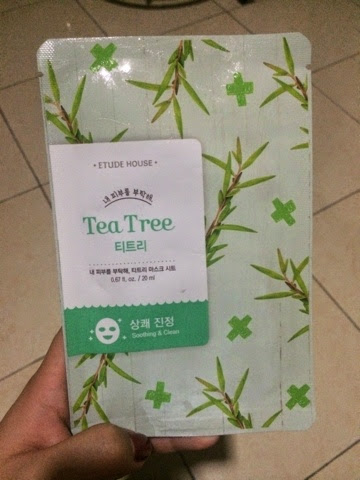 • ETUDE HOUSE •
내 피부를 부탁해,
Tea Tree
티트리
내 피부를 부탁해, 티트리 마스크 시트
0.67 fl. oz. / 20 ml
상쾌 진정
Soothing & Clean